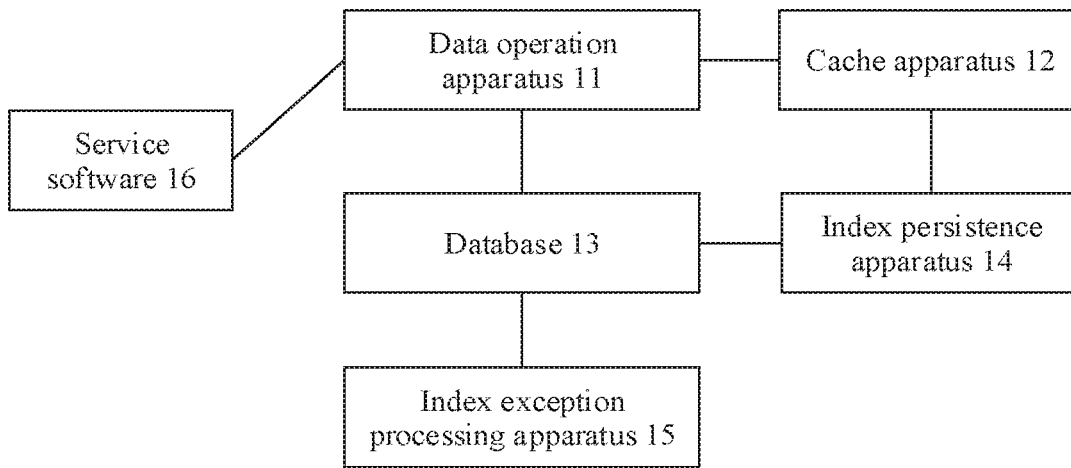 Data operation
apparatus 11
Cache apparatus 12
Service
software 16
Database 13
Index persistence
apparatus 14
Index exception
processing apparatus 15